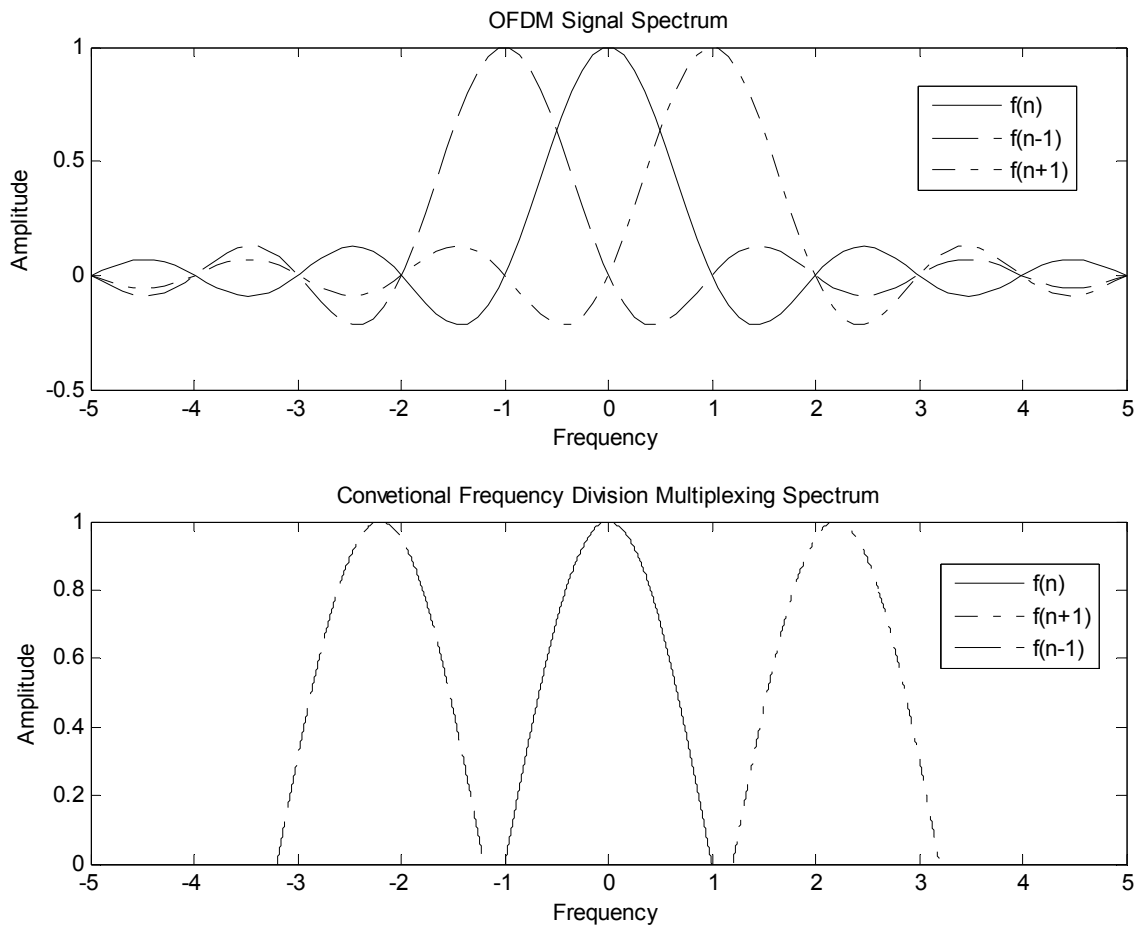 OFDM Signal Spectrum
1
0.5
0
-0.5
Amplitude
f(n)
f(n-1)
f(n+1)
-5 -4 -3 -2 -1 0 1 2 3 4 5
Frequency
Convetional Frequency Division Multiplexing Spectrum
1
0.8
0.6
0.4
0.2
0
Amplitude
f(n)
f(n+1)
f(n-1)
-5 -4 -3 -2 -1 0 1 2 3 4 5
Frequency